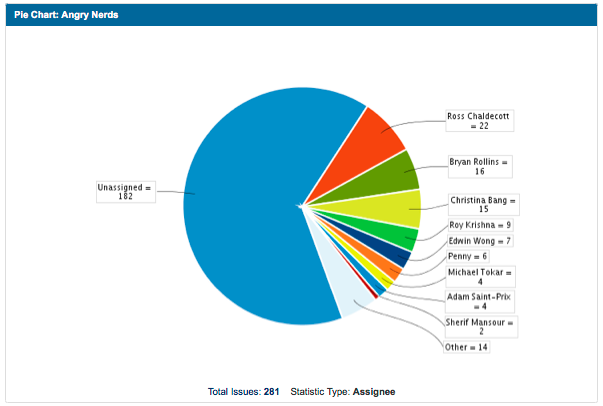 Pie Chart: Angry Nerds
Ross Chaldecott
= 22
Bryan Rollins =
16
Unassigned =
182
Christina Bang =
15
Roy Krishna = 9
Edwin Wong = 7
Penny = 6
Michael Tokar =
4
Adam Saint-Prix
= 4
Sherif Mansour =
2
Other = 14
Total Issues: 281 Statistic Type: Assignee